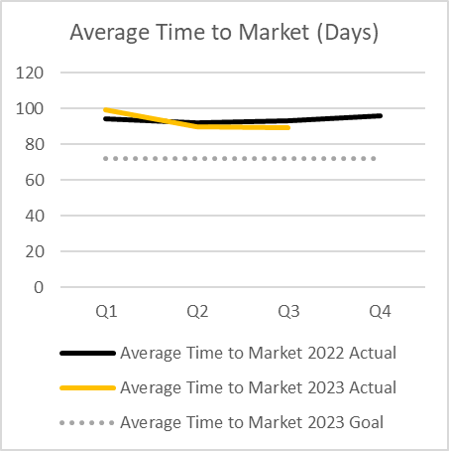 Average Time to Market (Days)
120
100
80
60
40
20
0
Q1 Q2 Q3 Q4
Average Time to Market 2022 Actual
Average Time to Market 2023 Actual
Average Time to Market 2023 Goal